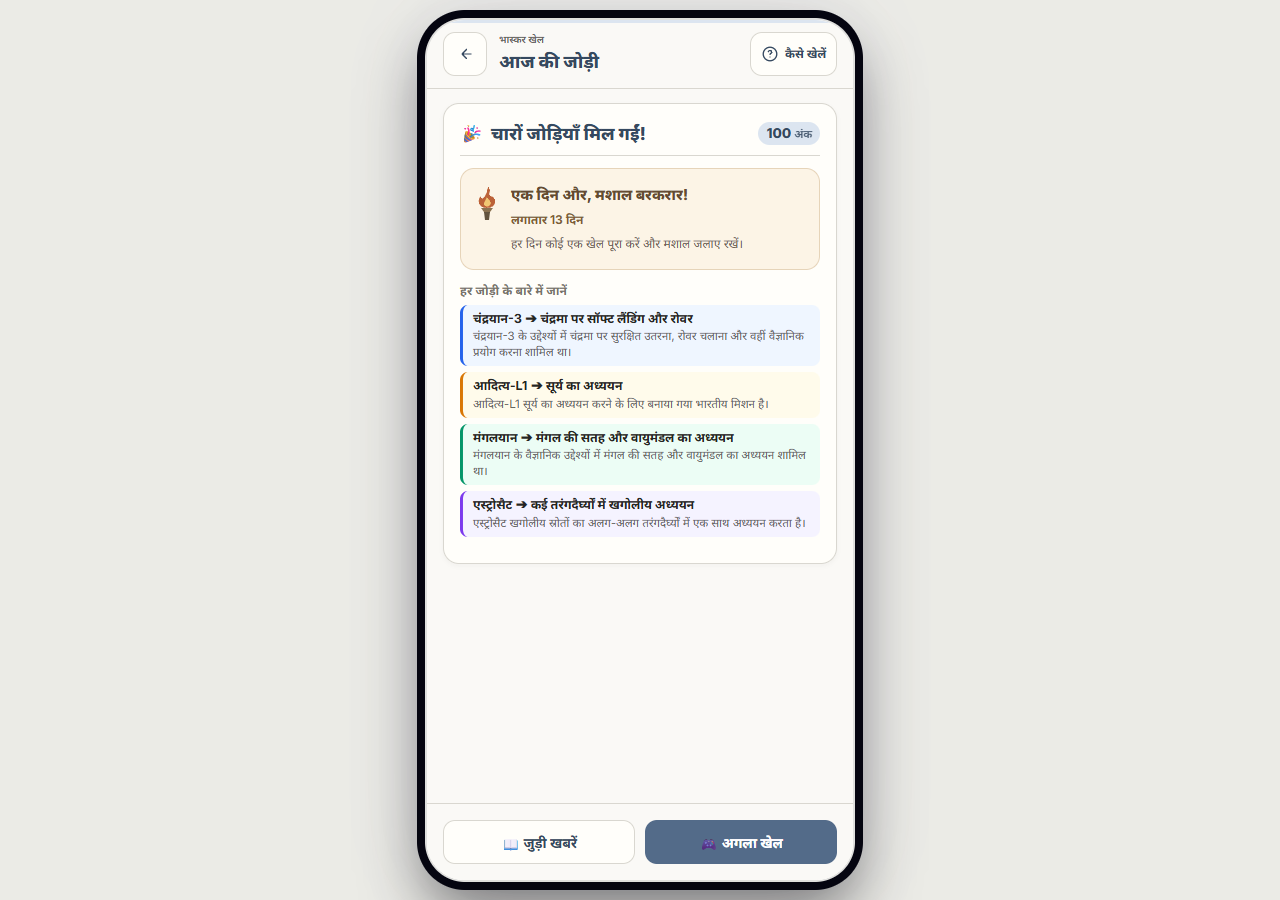 भास्कर खेल
आज की जोड़ी
कैसे खेलें
चारों जोड़ियाँ मिल गईं!
100 अंक
एक दिन और, मशाल बरकरार!
लगातार 13 दिन
हर दिन कोई एक खेल पूरा करें और मशाल जलाए रखें।
हर जोड़ी के बारे में जानें
चंद्रयान-3 ➔ चंद्रमा पर सॉफ्ट लैंडिंग और रोवर
चंद्रयान-3 के उद्देश्यों में चंद्रमा पर सुरक्षित उतरना, रोवर चलाना और वहीं वैज्ञानिक
प्रयोग करना शामिल था।
आदित्य-L1 ➔ सूर्य का अध्ययन
आदित्य-L1 सूर्य का अध्ययन करने के लिए बनाया गया भारतीय मिशन है।
मंगलयान ➔ मंगल की सतह और वायुमंडल का अध्ययन
मंगलयान के वैज्ञानिक उद्देश्यों में मंगल की सतह और वायुमंडल का अध्ययन शामिल
था।
एस्ट्रोसैट ➔ कई तरंगदैर्घ्यों में खगोलीय अध्ययन
एस्ट्रोसैट खगोलीय स्रोतों का अलग-अलग तरंगदैर्घ्यों में एक साथ अध्ययन करता है।
जुड़ी खबरें
अगला खेल